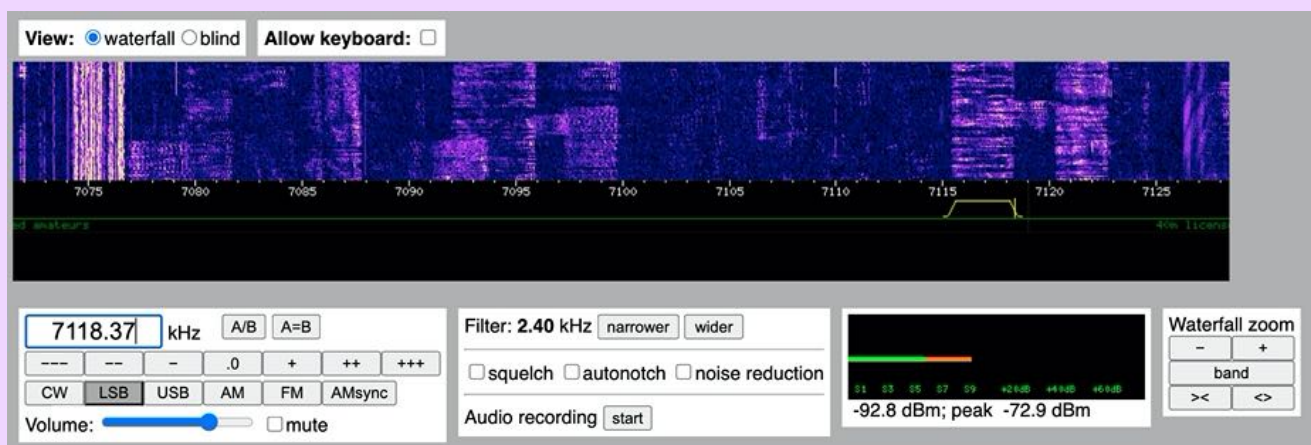 View: waterfall blind Allow keyboard:
7075 7080 7085 7090 7095 7100 7105 7110 7115 7120 7125
ed amateurs 40m license
7118.37 kHz A/B A=B
--- -- - .0 + ++ +++
CW LSB USB AM FM AMsync
Volume: mute
Filter: 2.40 kHz narrower wider
squelch autonotch noise reduction
Audio recording start
S1 S3 S5 S7 S9 +20dB +40dB +60dB
-92.8 dBm; peak -72.9 dBm
Waterfall zoom
- +
band
>< <>